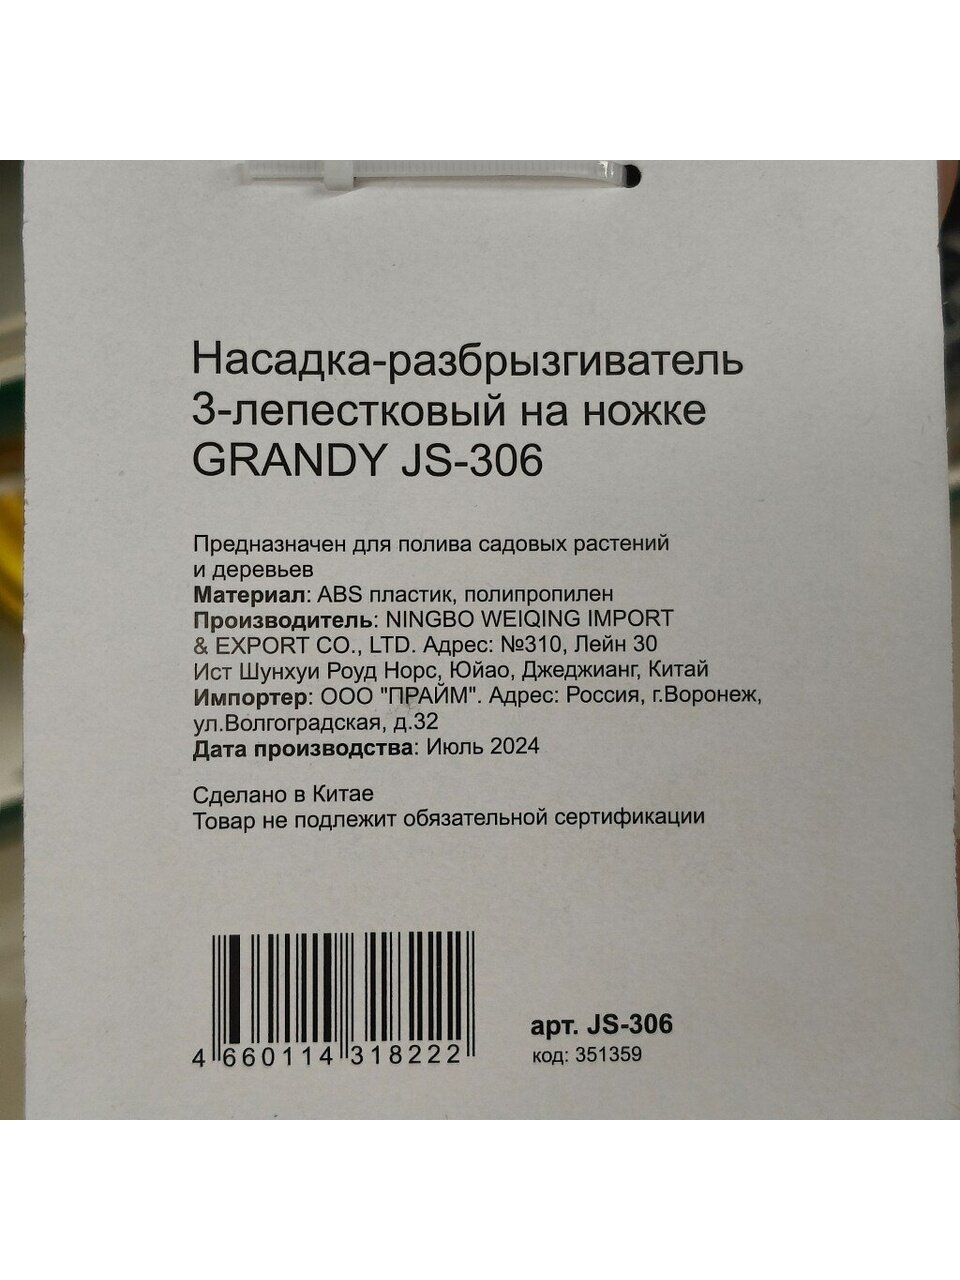 Насадка-разбрызгиватель
3-лепестковый на ножке
GRANDY JS-306
Предназначен для полива садовых растений
и деревьев
Материал: ABS пластик, полипропилен
Производитель: NINGBO WEIQING IMPORT
& EXPORT CO., LTD. Адрес: №310, Лейн 30
Ист Шунхуи Роуд Норс, Юйао, Джеджианг, Китай
Импортер: ООО "ПРАЙМ". Адрес: Россия, г.Воронеж,
ул.Волгоградская, д.32
Дата производства: Июль 2024
Сделано в Китае
Товар не подлежит обязательной сертификации
4 660114 318222
арт. JS-306
код: 351359